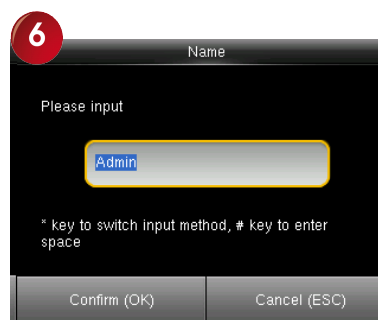 6
Name
Please input
Admin
* key to switch input method, # key to enter
space
Confirm (OK)
Cancel (ESC)